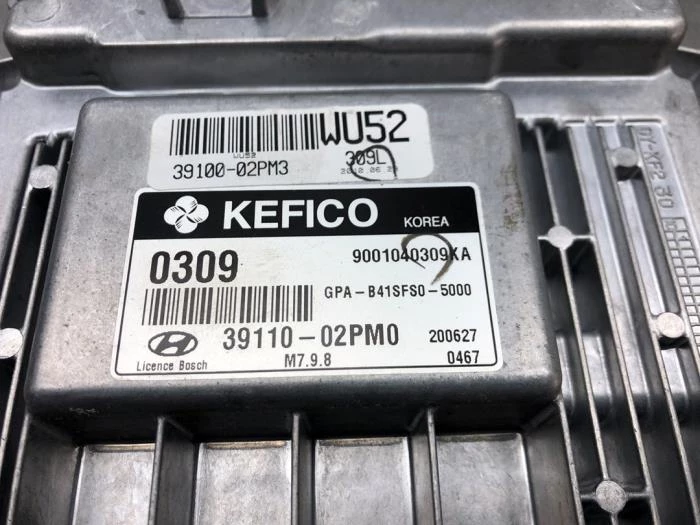 WU52
WU52
39100-02PM3
309L
KEFICO
KOREA
0309
9001040309KA
GPA-B41SFS0-5000
39110-02PM0
200627
Licence Bosch
M7.9.8
0467